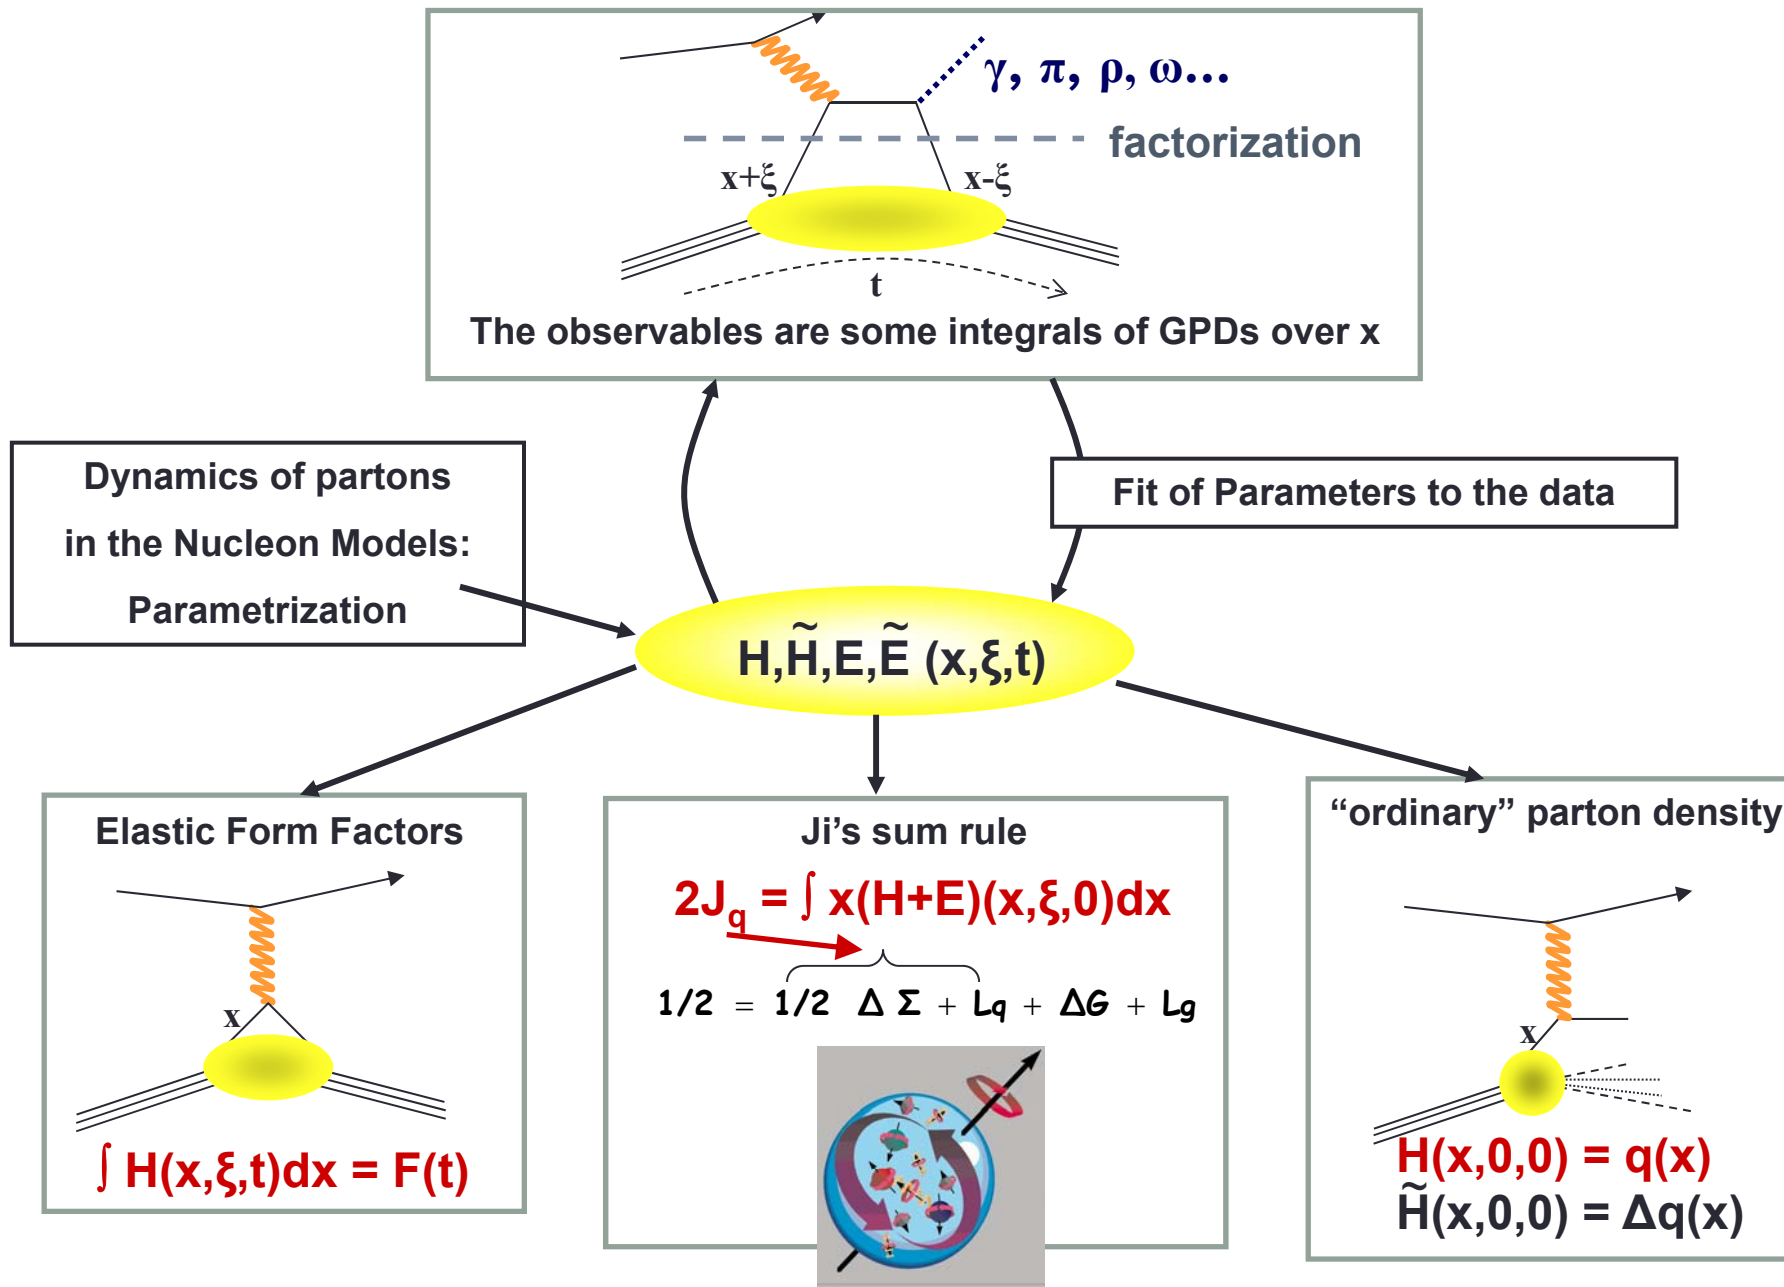 γ, π, ρ, ω...
factorization
x+ξ
x-ξ
t
The observables are some integrals of GPDs over x
Dynamics of partons
in the Nucleon Models:
Parametrization
Fit of Parameters to the data
H,H̃,E,Ẽ (x,ξ,t)
Elastic Form Factors
x
∫ H(x,ξ,t)dx = F(t)
Ji's sum rule
2J_q = ∫ x(H+E)(x,ξ,0)dx
1/2 = 1/2 Δ Σ + Lq + ΔG + Lg
“ordinary” parton density
x
H(x,0,0) = q(x)
H̃(x,0,0) = Δq(x)